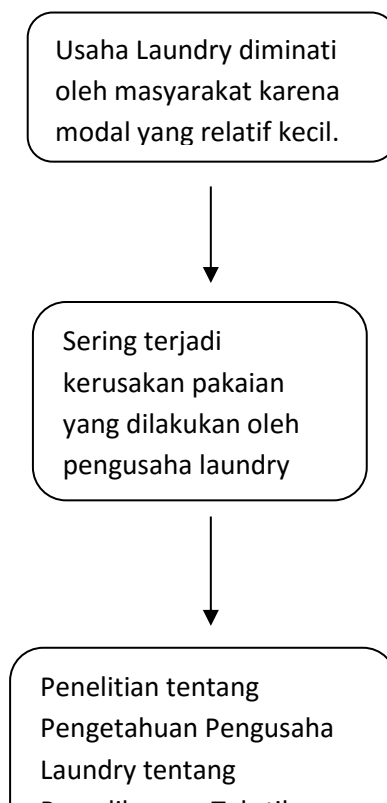 Usaha Laundry diminati
oleh masyarakat karena
modal yang relatif kecil.
Sering terjadi
kerusakan pakaian
yang dilakukan oleh
pengusaha laundry
Penelitian tentang
Pengetahuan Pengusaha
Laundry tentang